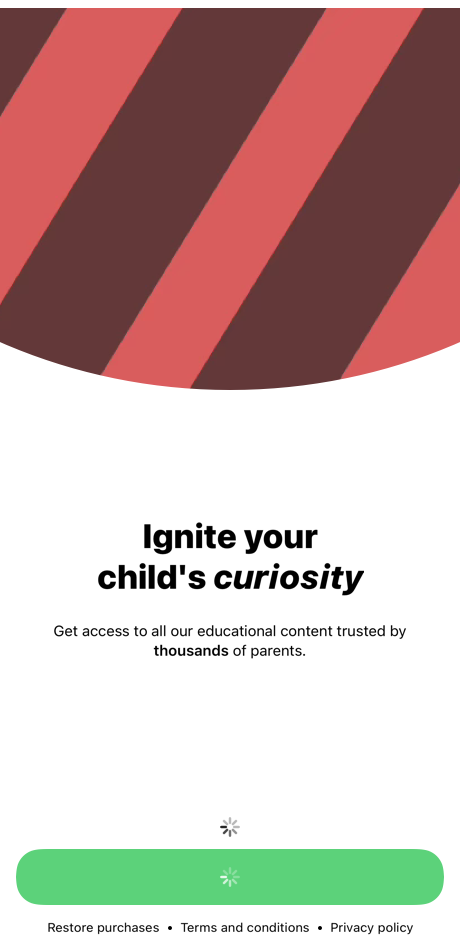 Ignite your
child's curiosity
Get access to all our educational content trusted by
thousands of parents.
Restore purchases • Terms and conditions • Privacy policy